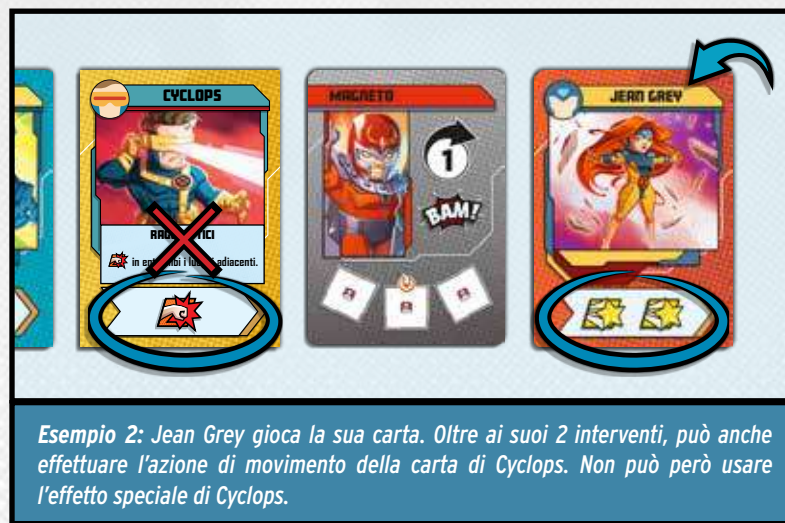 CYCLOPS
in i adiacenti.
MAGNETO
1
BAM!
JEAN GREY
Esempio 2: Jean Grey gioca la sua carta. Oltre ai suoi 2 interventi, può anche
effettuare l'azione di movimento della carta di Cyclops. Non può però usare
l'effetto speciale di Cyclops.